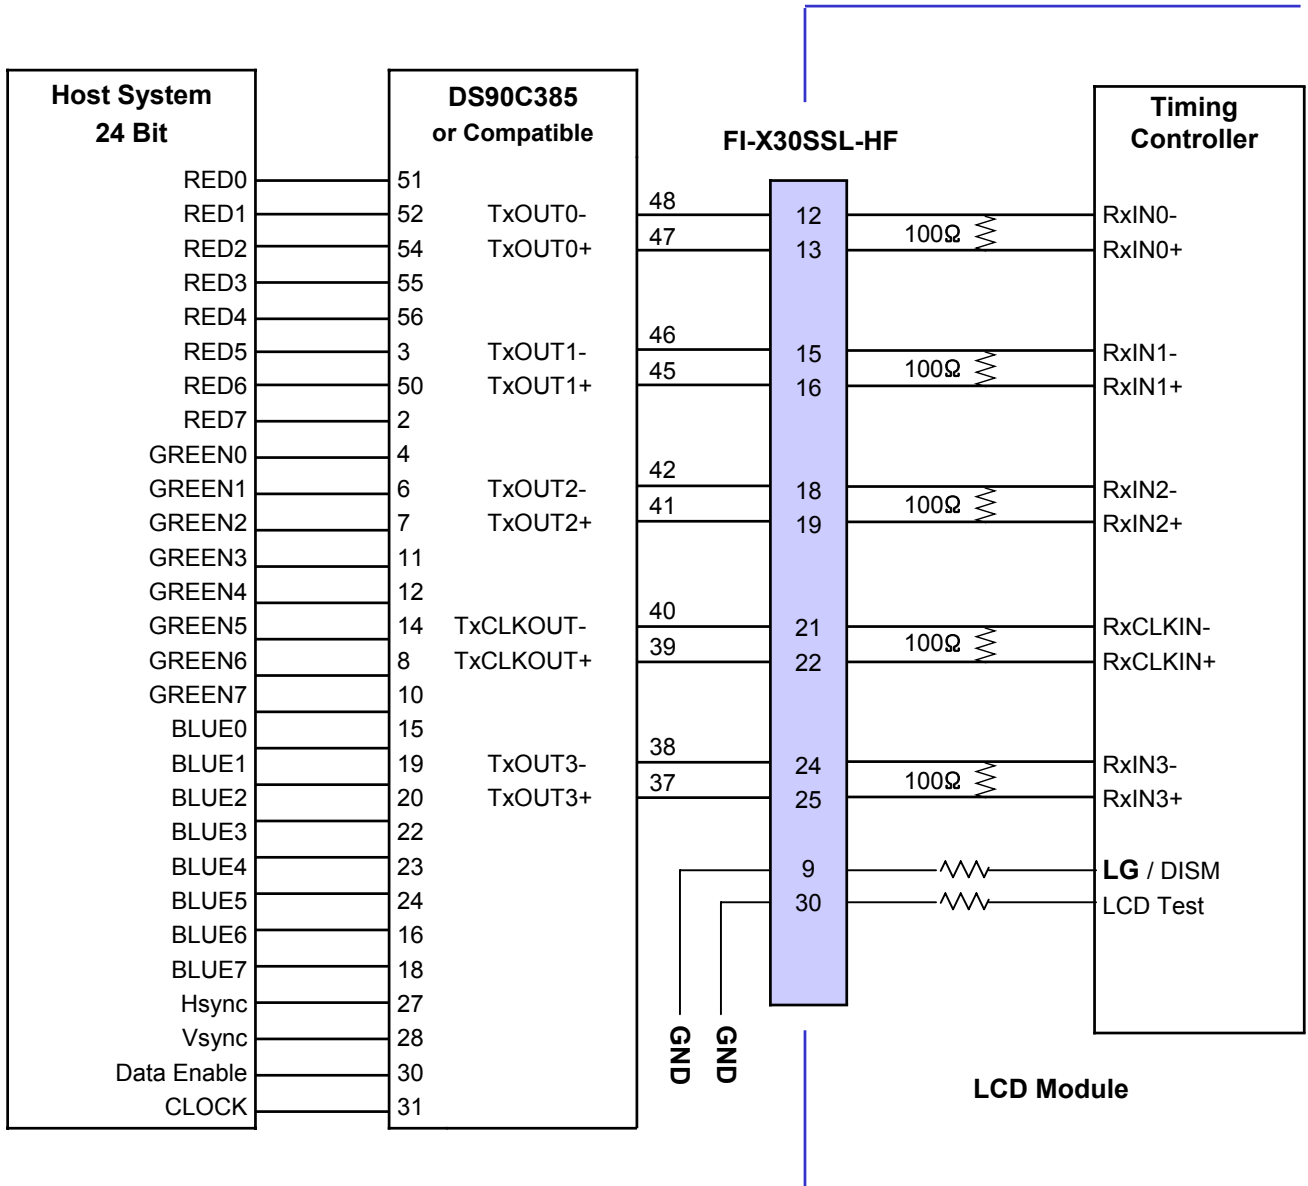 Host System
24 Bit
DS90C385
or Compatible
FI-X30SSL-HF
Timing
Controller
RED0 51
RED1 52 TxOUT0- 48 12 RxIN0-
100Ω
RED2 54 TxOUT0+ 47 13 RxIN0+
RED3 55
RED4 56
RED5 3 TxOUT1- 46 15 RxIN1-
100Ω
RED6 50 TxOUT1+ 45 16 RxIN1+
RED7 2
GREEN0 4
GREEN1 6 TxOUT2- 42 18 RxIN2-
100Ω
GREEN2 7 TxOUT2+ 41 19 RxIN2+
GREEN3 11
GREEN4 12
GREEN5 14 TxCLKOUT- 40 21 RxCLKIN-
100Ω
GREEN6 8 TxCLKOUT+ 39 22 RxCLKIN+
GREEN7 10
BLUE0 15
BLUE1 19 TxOUT3- 38 24 RxIN3-
100Ω
BLUE2 20 TxOUT3+ 37 25 RxIN3+
BLUE3 22
BLUE4 23 9 LG / DISM
BLUE5 24 30 LCD Test
BLUE6 16
BLUE7 18
Hsync 27
Vsync 28
Data Enable 30
CLOCK 31
GND
GND
LCD Module